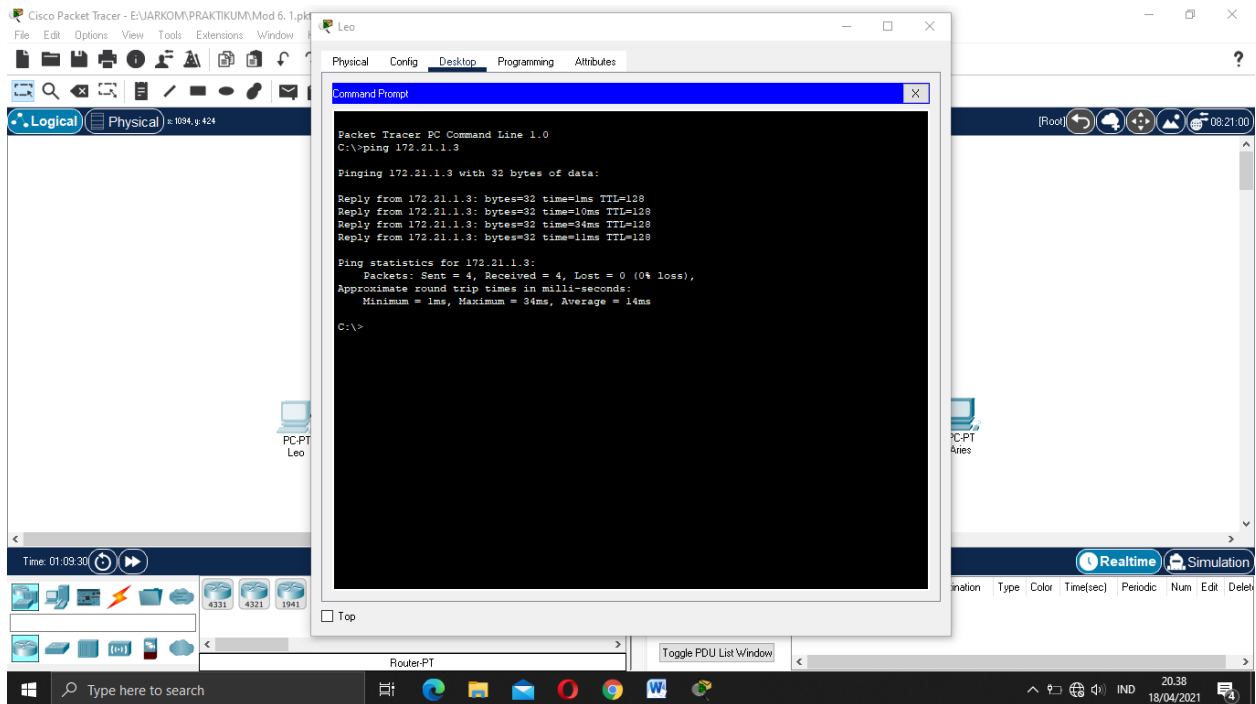 Cisco Packet Tracer - E:\JARKOM\PRAKTIKUM\Mod 6. 1.pkt
File Edit Options View Tools Extensions Window
Logical Physical x: 1094, y: 424
[Root] 08:21:00
Leo
Physical Config Desktop Programming Attributes
Command Prompt X
Packet Tracer PC Command Line 1.0
C:\>ping 172.21.1.3
Pinging 172.21.1.3 with 32 bytes of data:
Reply from 172.21.1.3: bytes=32 time=1ms TTL=128
Reply from 172.21.1.3: bytes=32 time=10ms TTL=128
Reply from 172.21.1.3: bytes=32 time=34ms TTL=128
Reply from 172.21.1.3: bytes=32 time=11ms TTL=128
Ping statistics for 172.21.1.3:
Packets: Sent = 4, Received = 4, Lost = 0 (0% loss),
Approximate round trip times in milli-seconds:
Minimum = 1ms, Maximum = 34ms, Average = 14ms
C:\>
Top
PC-PT
Leo
PC-PT
Aries
Time: 01:09:30
Realtime Simulation
4331 4321 1941
Router-PT
Toggle PDU List Window
Type Color Time(sec) Periodic Num Edit
Type here to search
IND
20.38
18/04/2021
4